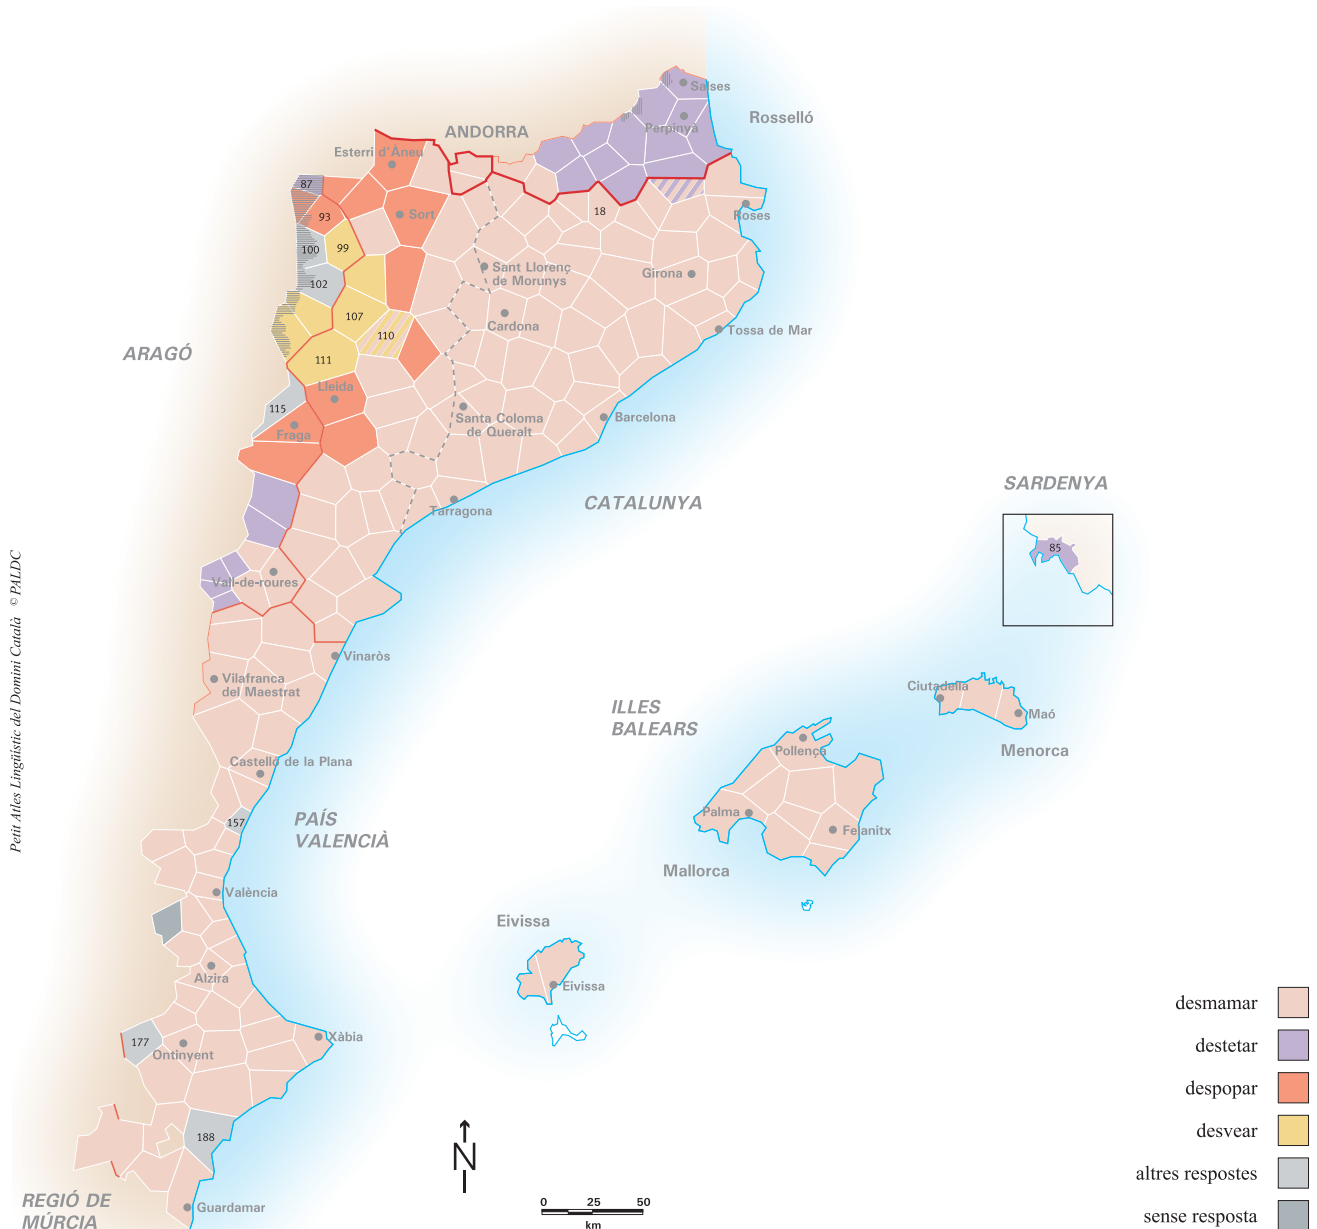 Salses
Rosselló
Perpinyà
ANDORRA
Esterri d'Àneu
87
93
Sort
18
Roses
99
100
102
Sant Llorenç
de Morunys
Girona
107
110
Cardona
Tossa de Mar
ARAGÓ
111
Lleida
115
Fraga
Santa Coloma
de Queralt
Barcelona
Tarragona
CATALUNYA
SARDENYA
85
Petit Atles Lingüístic del Domini Català © PALDC
Vall-de-roures
Vinaròs
Vilafranca
del Maestrat
ILLES
BALEARS
Ciutadella
Maó
Menorca
Pollença
Castelló de la Plana
157
PAÍS
VALENCIÀ
Palma
Felanitx
Mallorca
València
Eivissa
Alzira
Eivissa
177
Ontinyent
Xàbia
188
Guardamar
REGIÓ DE
MÚRCIA
N
0 25 50
km
desmamar
destetar
despopar
desvear
altres respostes
sense resposta